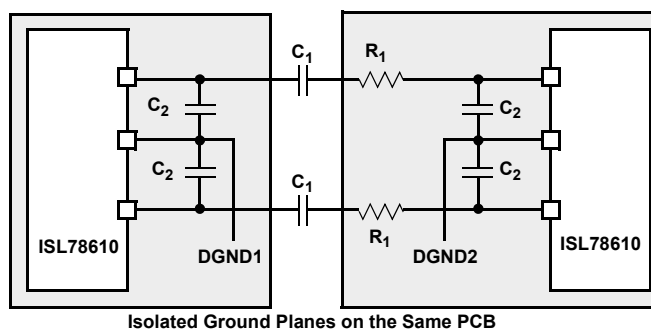 C1
R1
C2
C2
C2
C2
C1
R1
ISL78610
DGND1
DGND2
ISL78610
Isolated Ground Planes on the Same PCB